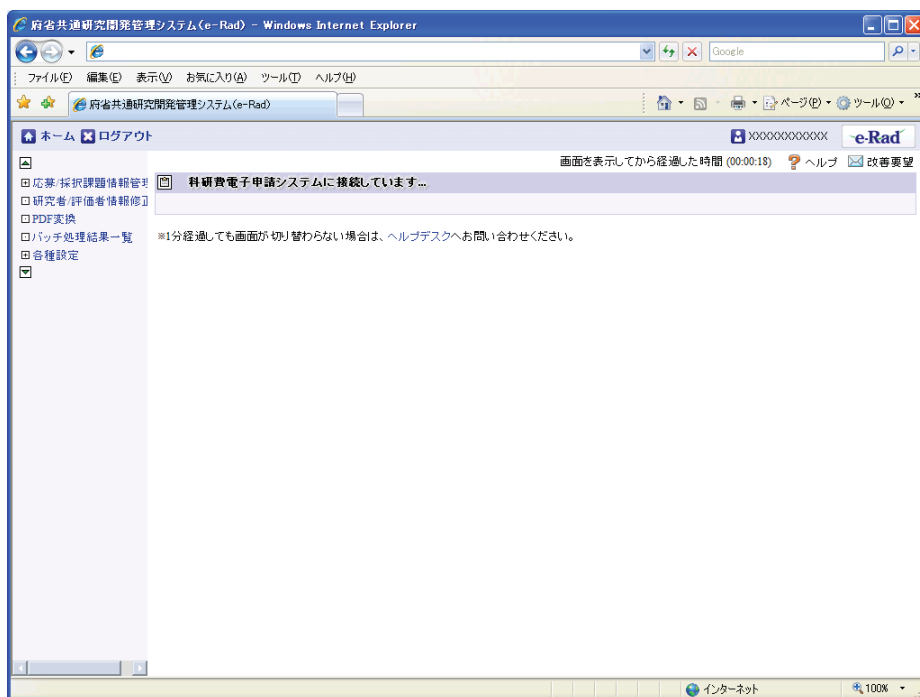 府省共通研究開発管理システム(e-Rad) - Windows Internet Explorer
Google
ファイル(F) 編集(E) 表示(V) お気に入り(A) ツール(T) ヘルプ(H)
府省共通研究開発管理システム(e-Rad)
ページ(P) ツール(O) »
ホーム ログアウト XXXXXXXXXXXX e-Rad
画面を表示してから経過した時間 (00:00:18) ヘルプ 改善要望
応募/採択課題情報管理
研究者/評価者情報修正
PDF変換
バッチ処理結果一覧
各種設定
科研費電子申請システムに接続しています...
※1分経過しても画面が切り替わらない場合は、ヘルプデスクへお問い合わせください。
インターネット 100%